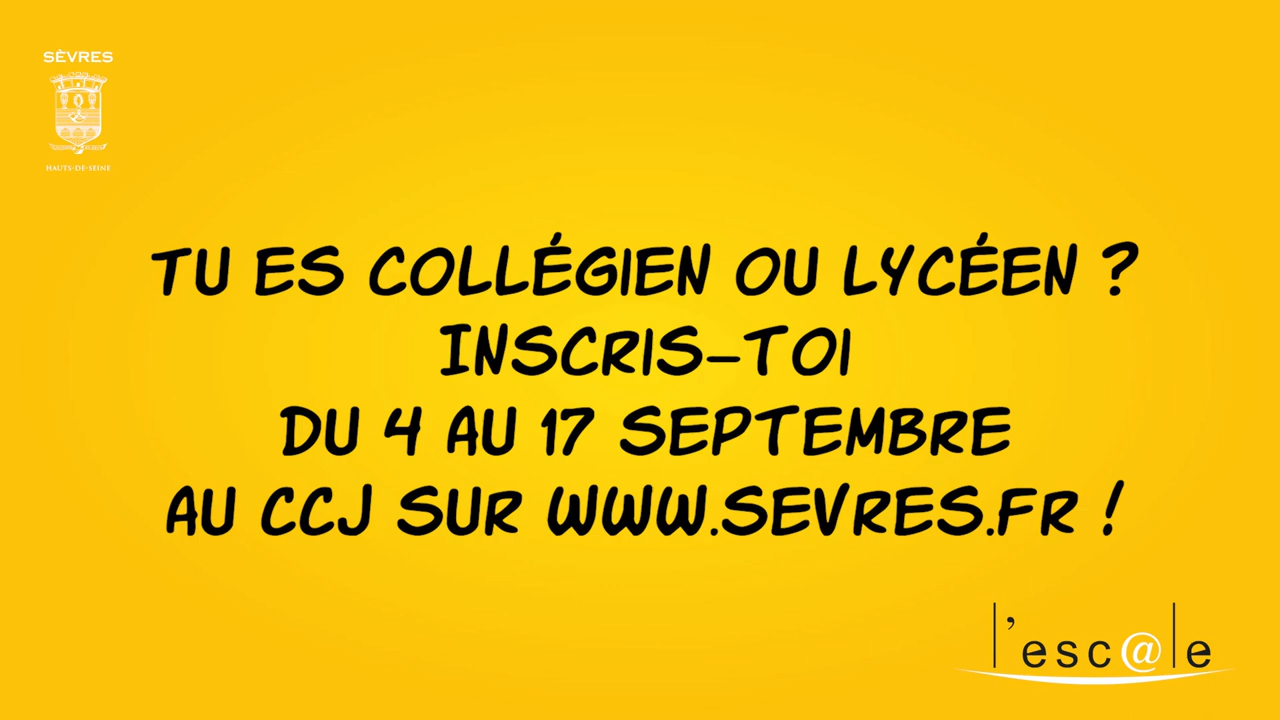 SÈVRES
HAUTS-DE-SEINE
TU ES COLLÉGIEN OU LYCÉEN ?
INSCRIS-TOI
DU 4 AU 17 SEPTEMBRE
AU CCJ SUR WWW.SEVRES.FR !
l'esc@le